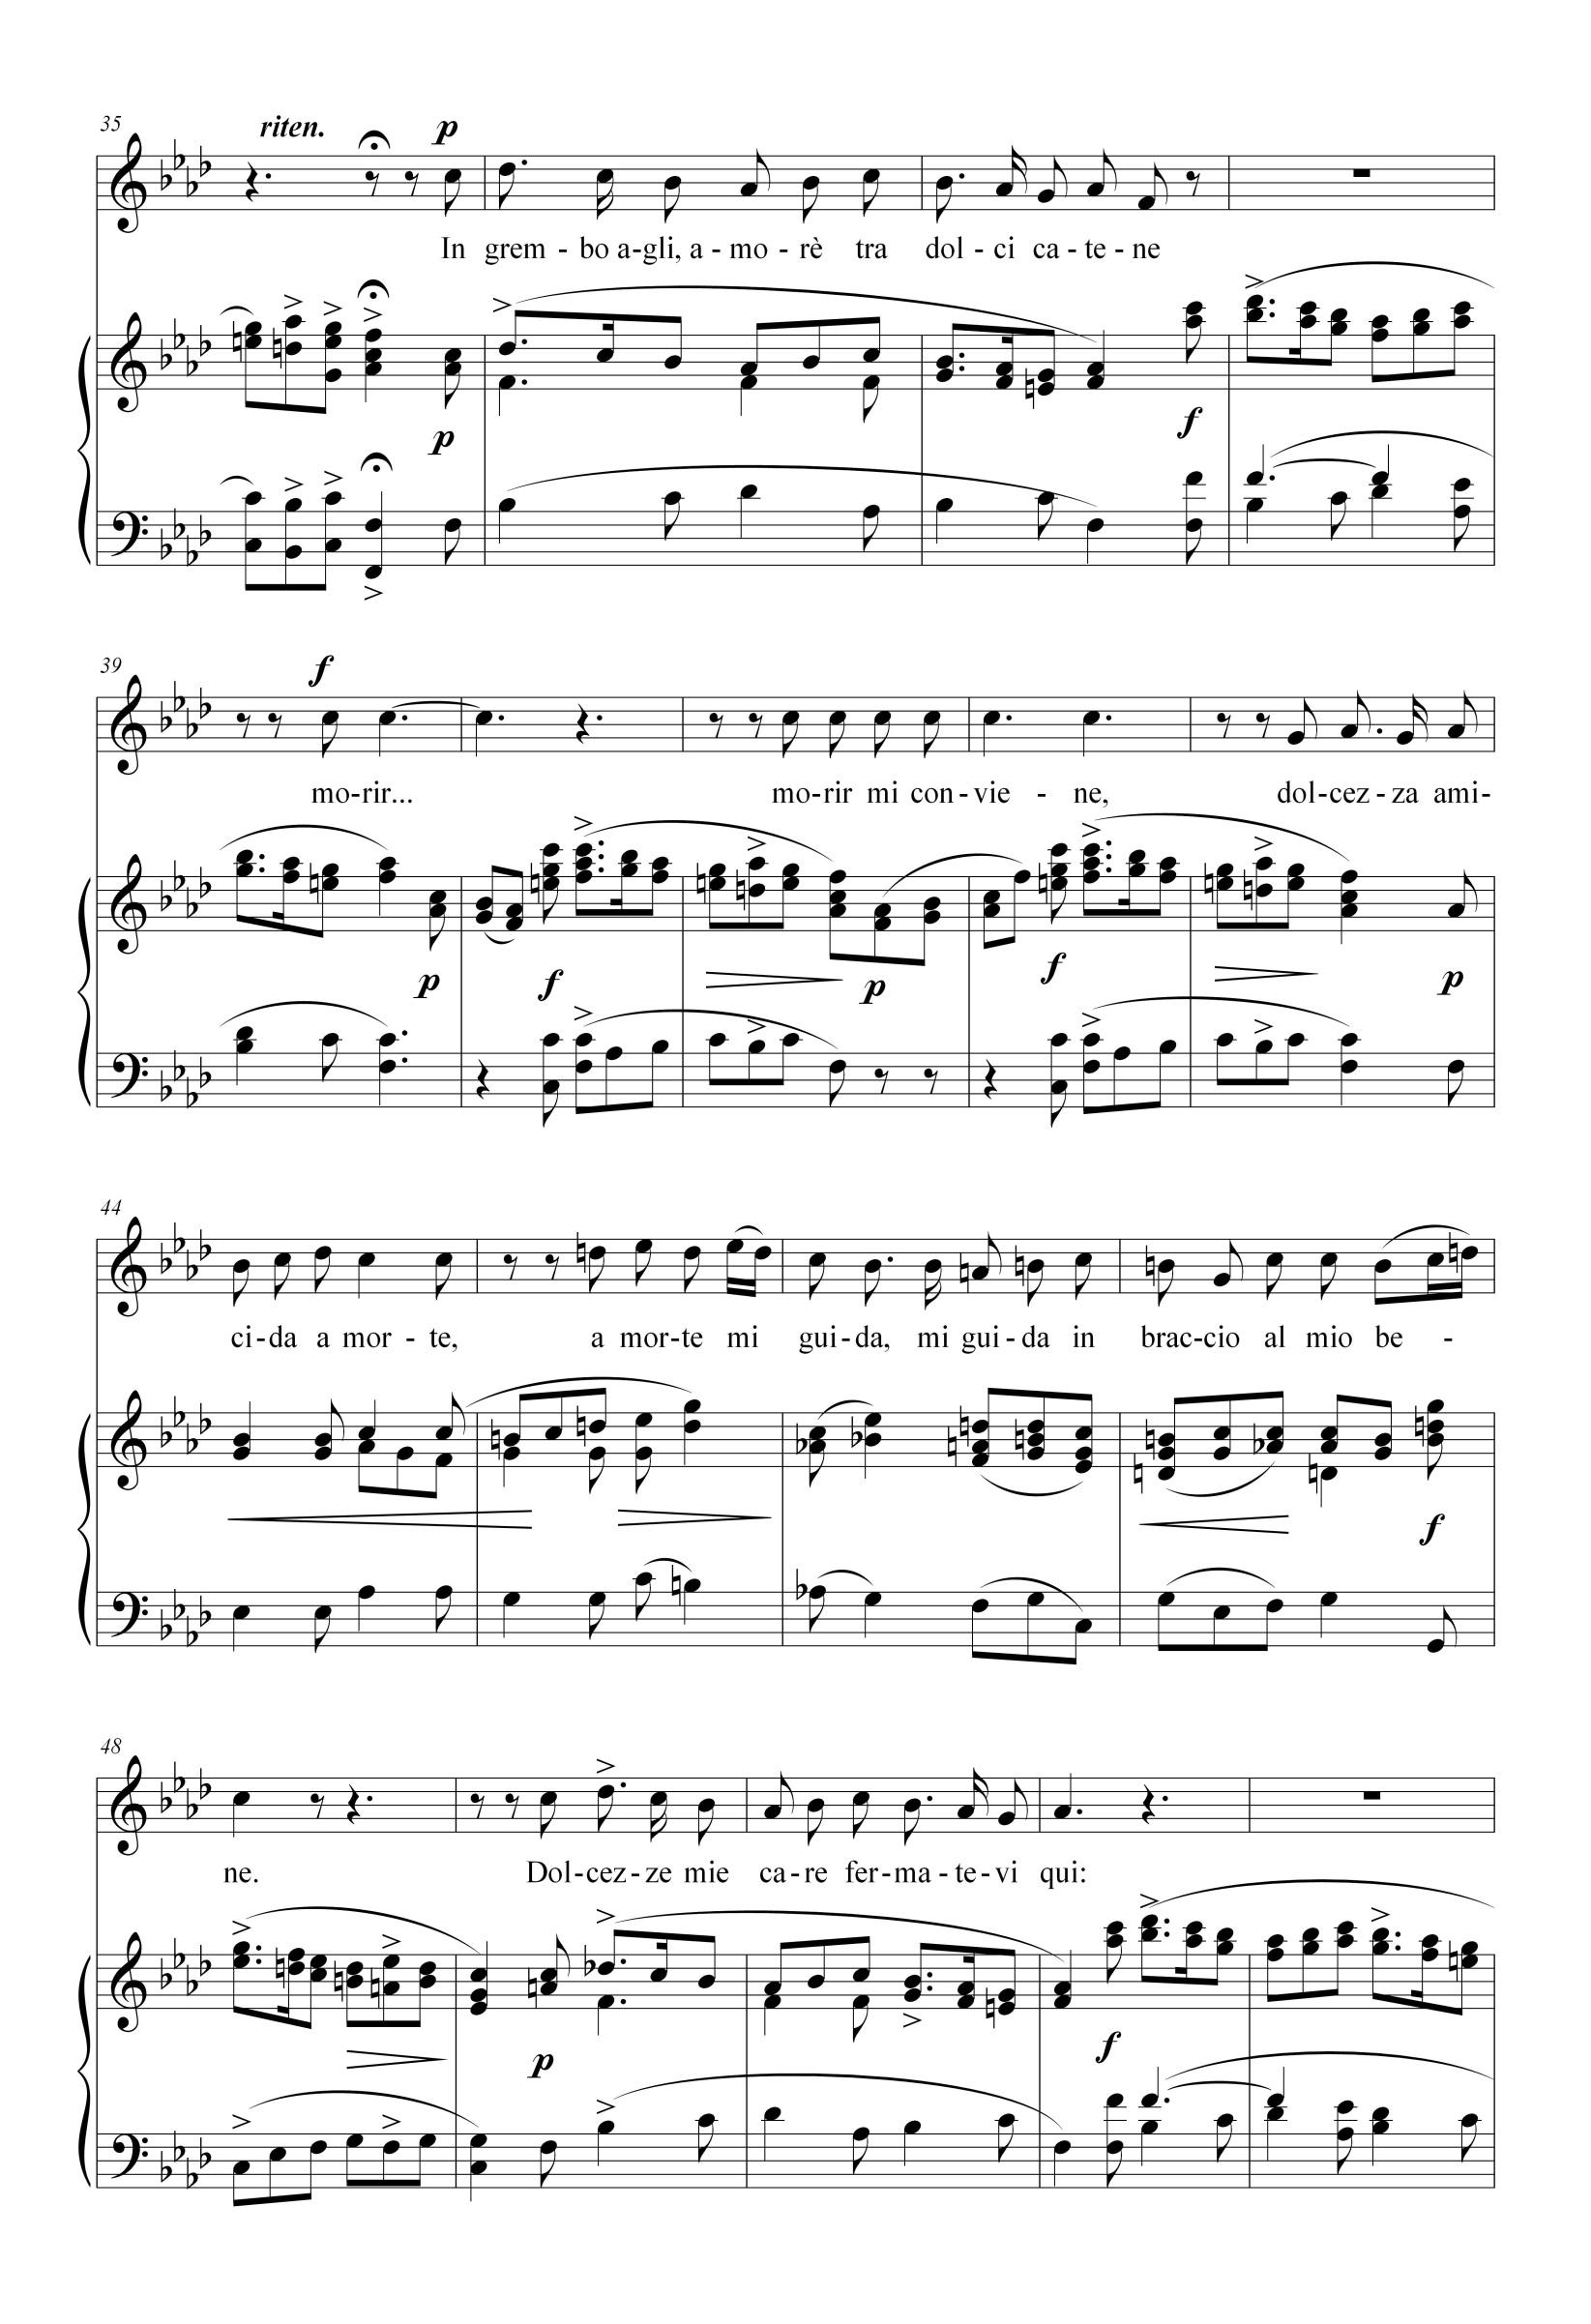 35
riten.
p
In grem - bo a-gli, a - mo - rè tra dol - ci ca - te - ne
p
f
39
f
mo-rir... mo-rir mi con-vie - ne, dol-cez-za ami-
p
f
p
f
p
44
ci-da a mor - te, a mor-te mi gui-da, mi gui-da in brac-cio al mio be -
f
48
ne. Dol-cez-ze mie ca-re fer-ma-te-vi qui:
p
f